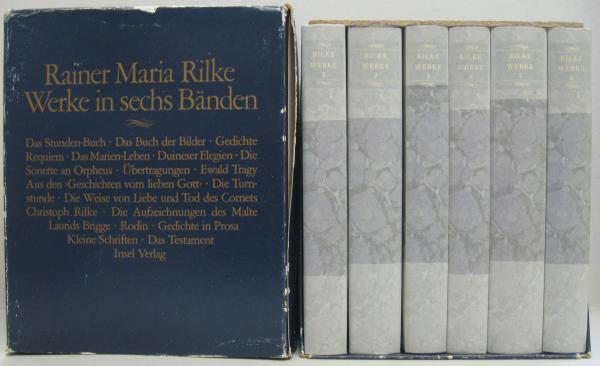 Rainer Maria Rilke
Werke in sechs Bänden
Das Stunden-Buch · Das Buch der Bilder · Gedichte
Requiem · Das Marien-Leben · Duineser Elegien · Die
Sonette an Orpheus · Übertragungen · Ewald Tragy
Aus den ›Geschichten vom lieben Gott‹ · Die Turn-
stunde · Die Weise von Liebe und Tod des Cornets
Christoph Rilke · Die Aufzeichnungen des Malte
Laurids Brigge · Rodin · Gedichte in Prosa
Kleine Schriften · Das Testament
Insel Verlag
RILKE
WERKE
RILKE
WERKE
RILKE
WERKE
RILKE
WERKE
RILKE
WERKE
RILKE
WERKE